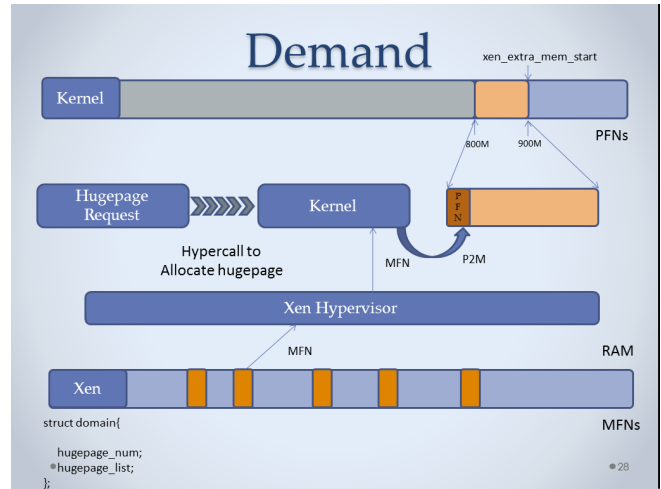 Demand
xen_extra_mem_start
Kernel
PFNs
800M
900M
Hugepage
Request
Kernel
PFN
Hypercall to
Allocate hugepage
MFN
P2M
Xen Hypervisor
MFN
RAM
Xen
MFNs
struct domain{
hugepage_num;
hugepage_list;
};
28